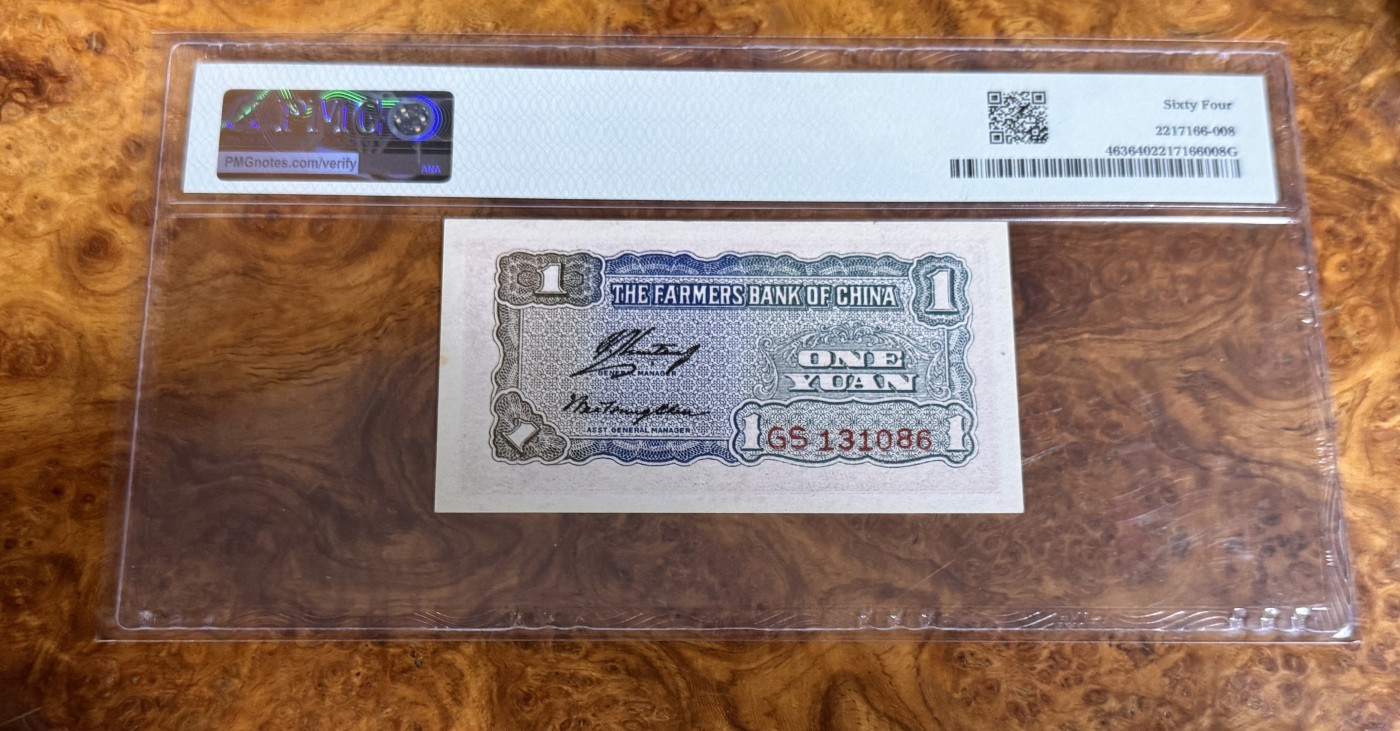 PMG
PMGnotes.com/verify
ANA
Sixty Four
2217166-008
4636402217166008G
1
THE FARMERS BANK OF CHINA
1
GENERAL MANAGER
ONE
YUAN
ASST. GENERAL MANAGER
1
1 GS 131086 1